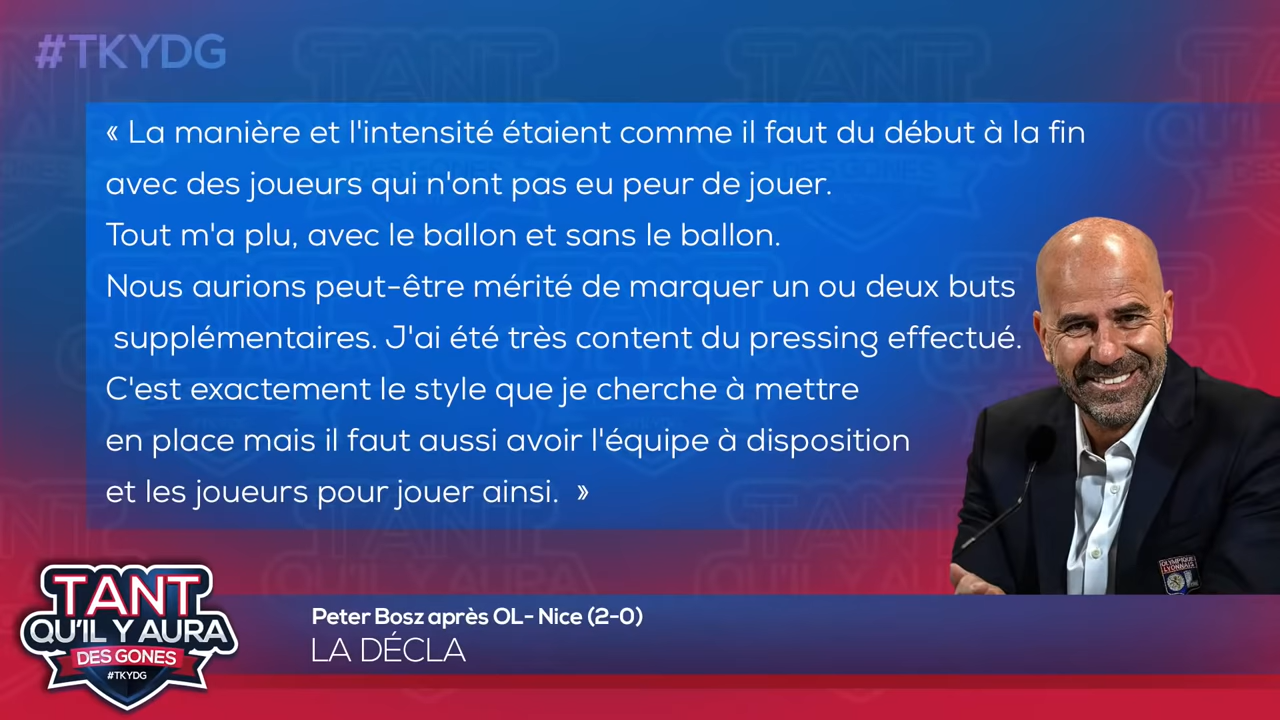 #TKYDG
« La manière et l'intensité étaient comme il faut du début à la fin
avec des joueurs qui n'ont pas eu peur de jouer.
Tout m'a plu, avec le ballon et sans le ballon.
Nous aurions peut-être mérité de marquer un ou deux buts
supplémentaires. J'ai été très content du pressing effectué.
C'est exactement le style que je cherche à mettre
en place mais il faut aussi avoir l'équipe à disposition
et les joueurs pour jouer ainsi. »
OLYMPIQUE
LYONNAIS
TANT
QU'IL Y AURA
DES GONES
#TKYDG
Peter Bosz après OL- Nice (2-0)
LA DÉCLA